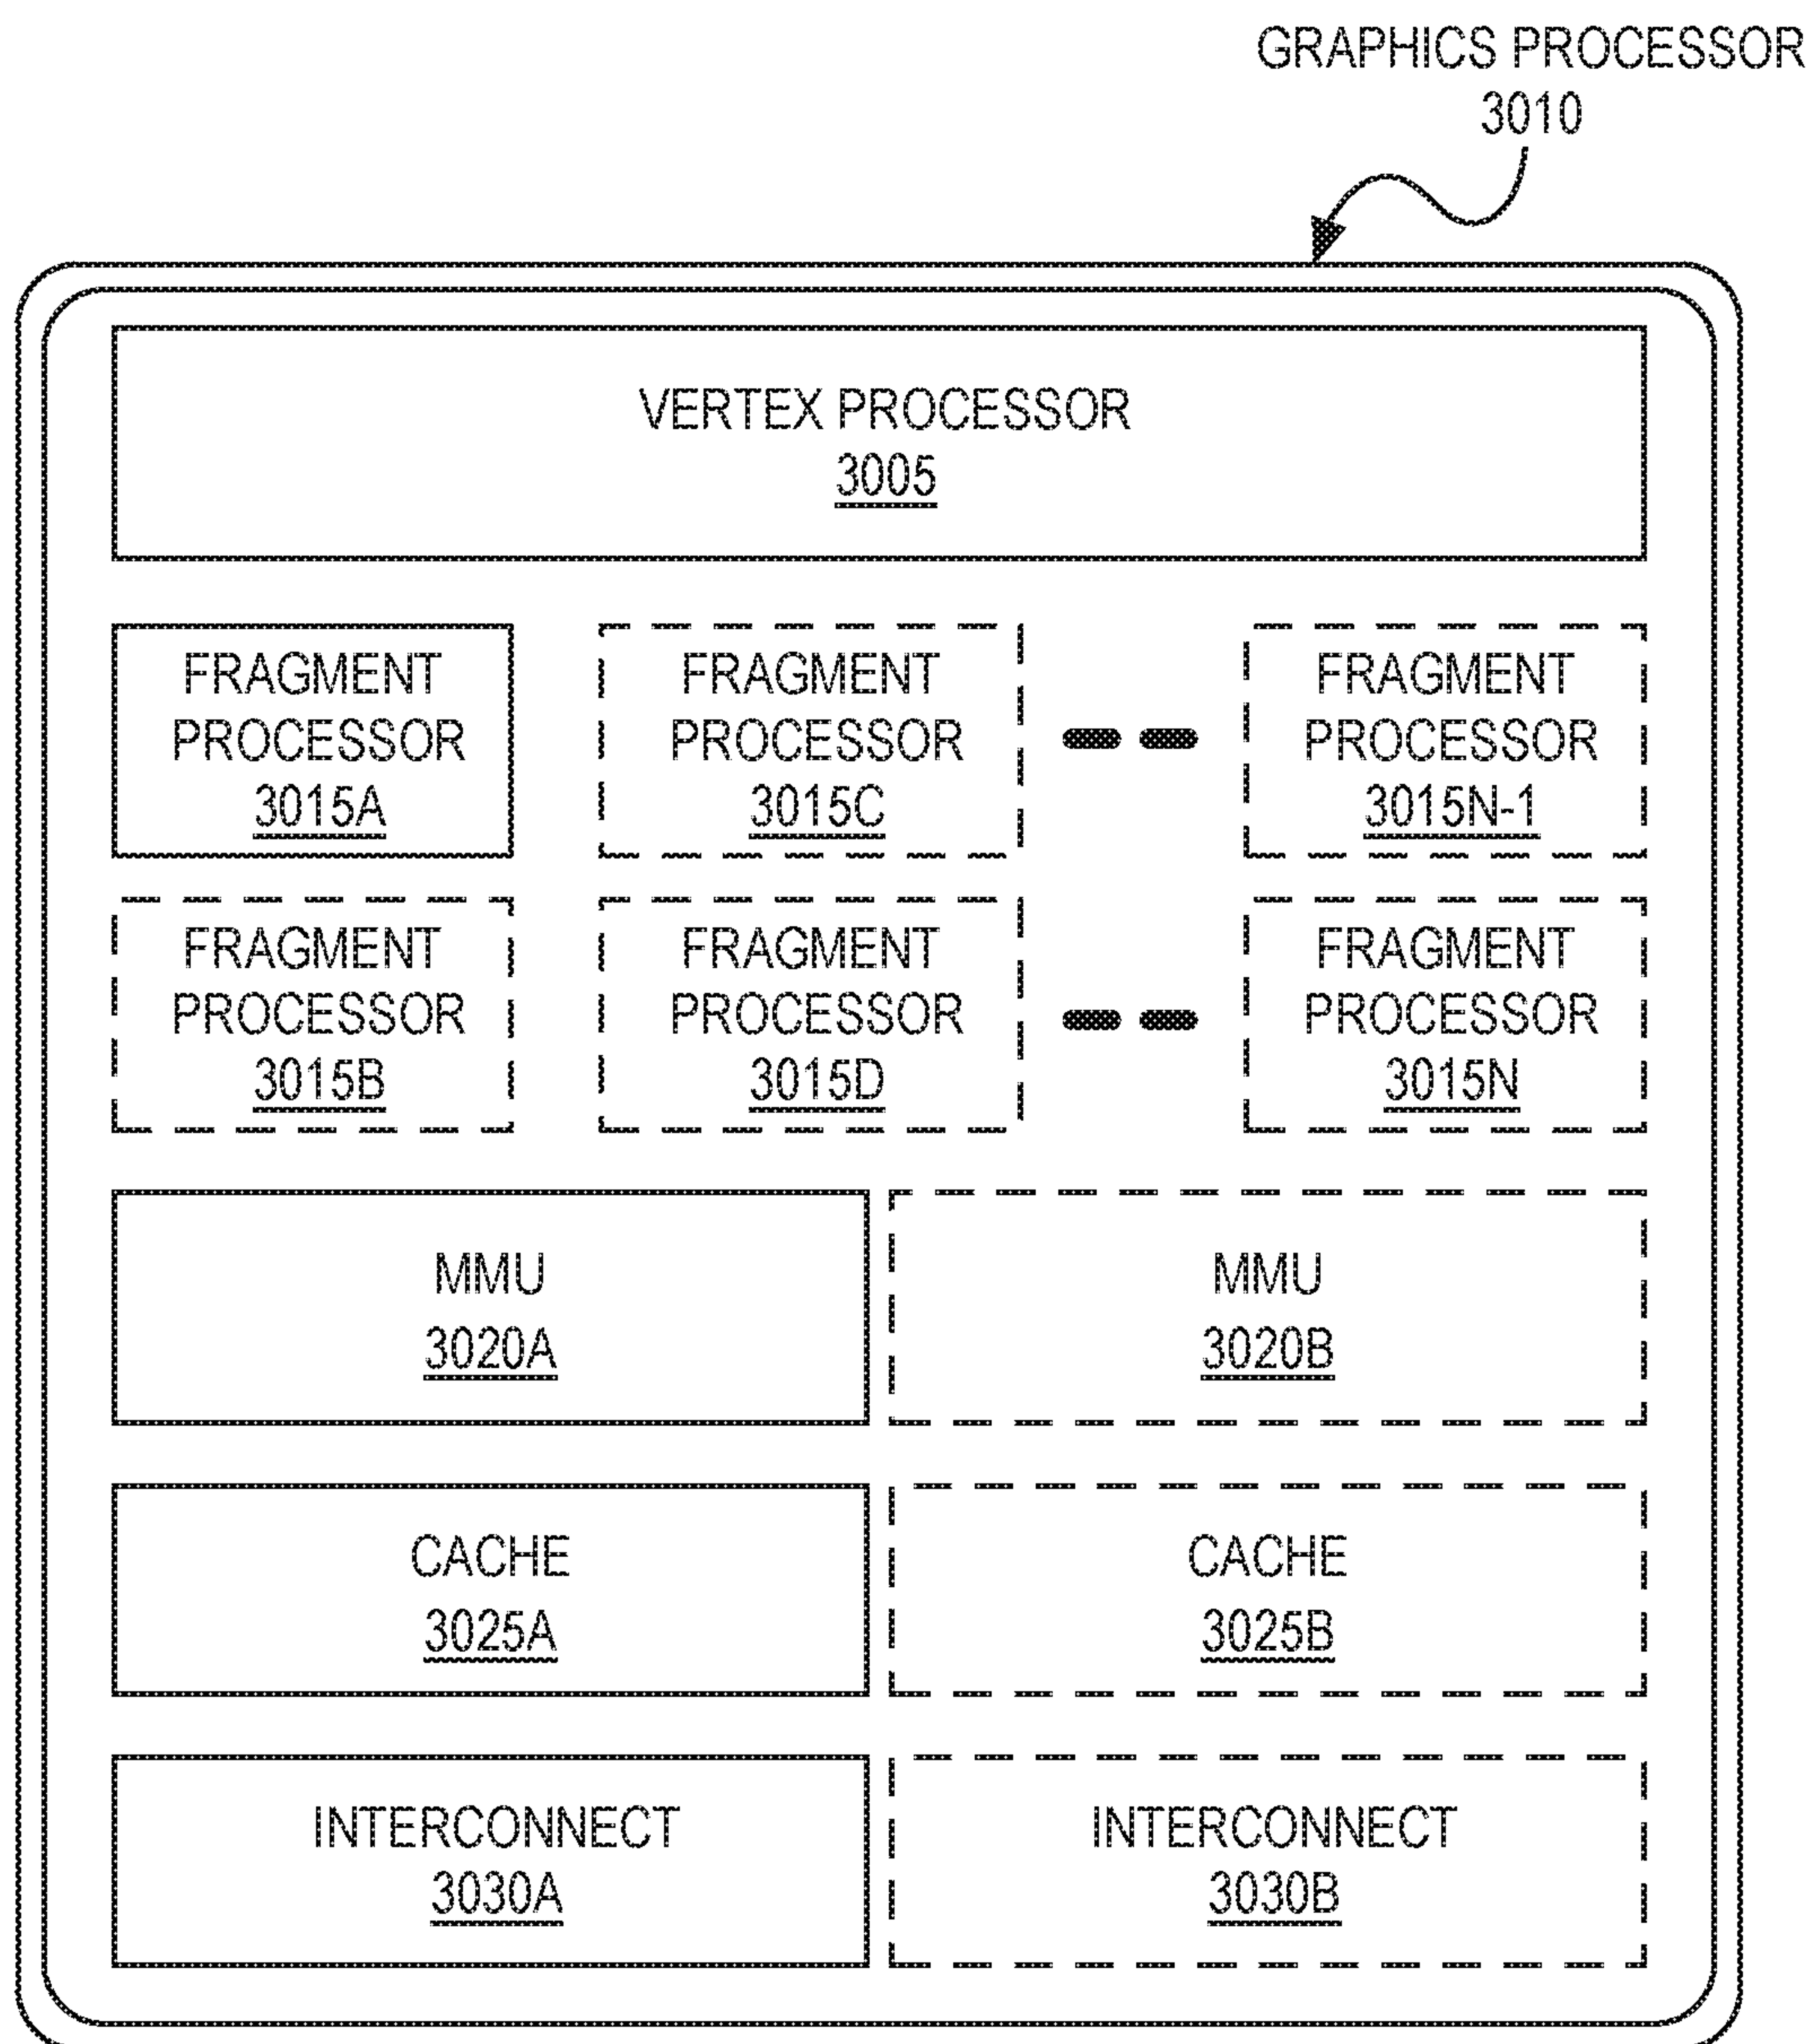 GRAPHICS PROCESSOR
3010
VERTEX PROCESSOR
3005
FRAGMENT
PROCESSOR
3015A
FRAGMENT
PROCESSOR
3015C
FRAGMENT
PROCESSOR
3015N-1
FRAGMENT
PROCESSOR
3015B
FRAGMENT
PROCESSOR
3015D
FRAGMENT
PROCESSOR
3015N
MMU
3020A
MMU
3020B
CACHE
3025A
CACHE
3025B
INTERCONNECT
3030A
INTERCONNECT
3030B